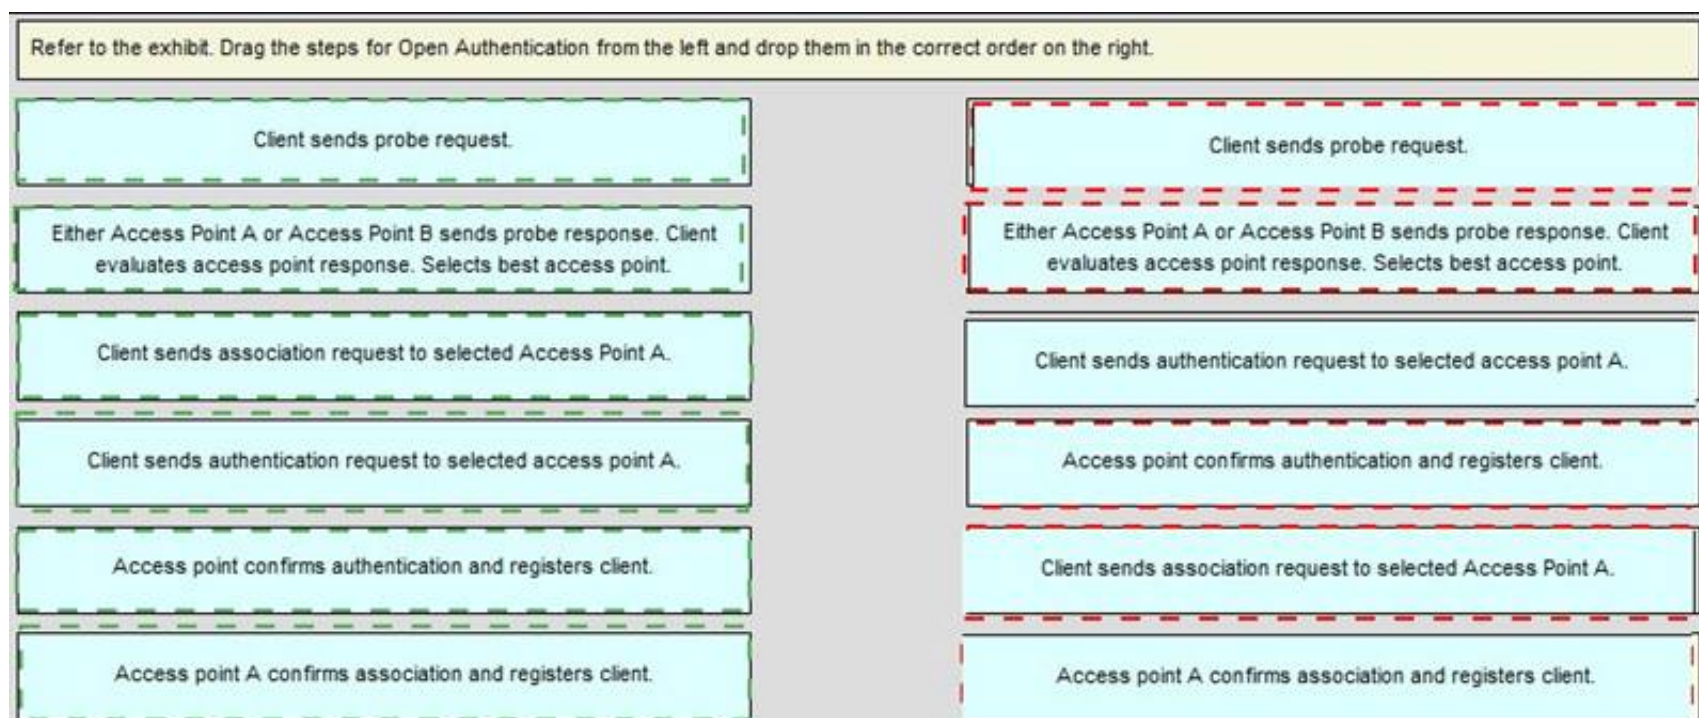 Refer to the exhibit. Drag the steps for Open Authentication from the left and drop them in the correct order on the right.
Client sends probe request.
Either Access Point A or Access Point B sends probe response. Client
evaluates access point response. Selects best access point.
Client sends association request to selected Access Point A.
Client sends authentication request to selected access point A.
Access point confirms authentication and registers client.
Access point A confirms association and registers client.
Client sends probe request.
Either Access Point A or Access Point B sends probe response. Client
evaluates access point response. Selects best access point.
Client sends authentication request to selected access point A.
Access point confirms authentication and registers client.
Client sends association request to selected Access Point A.
Access point A confirms association and registers client.